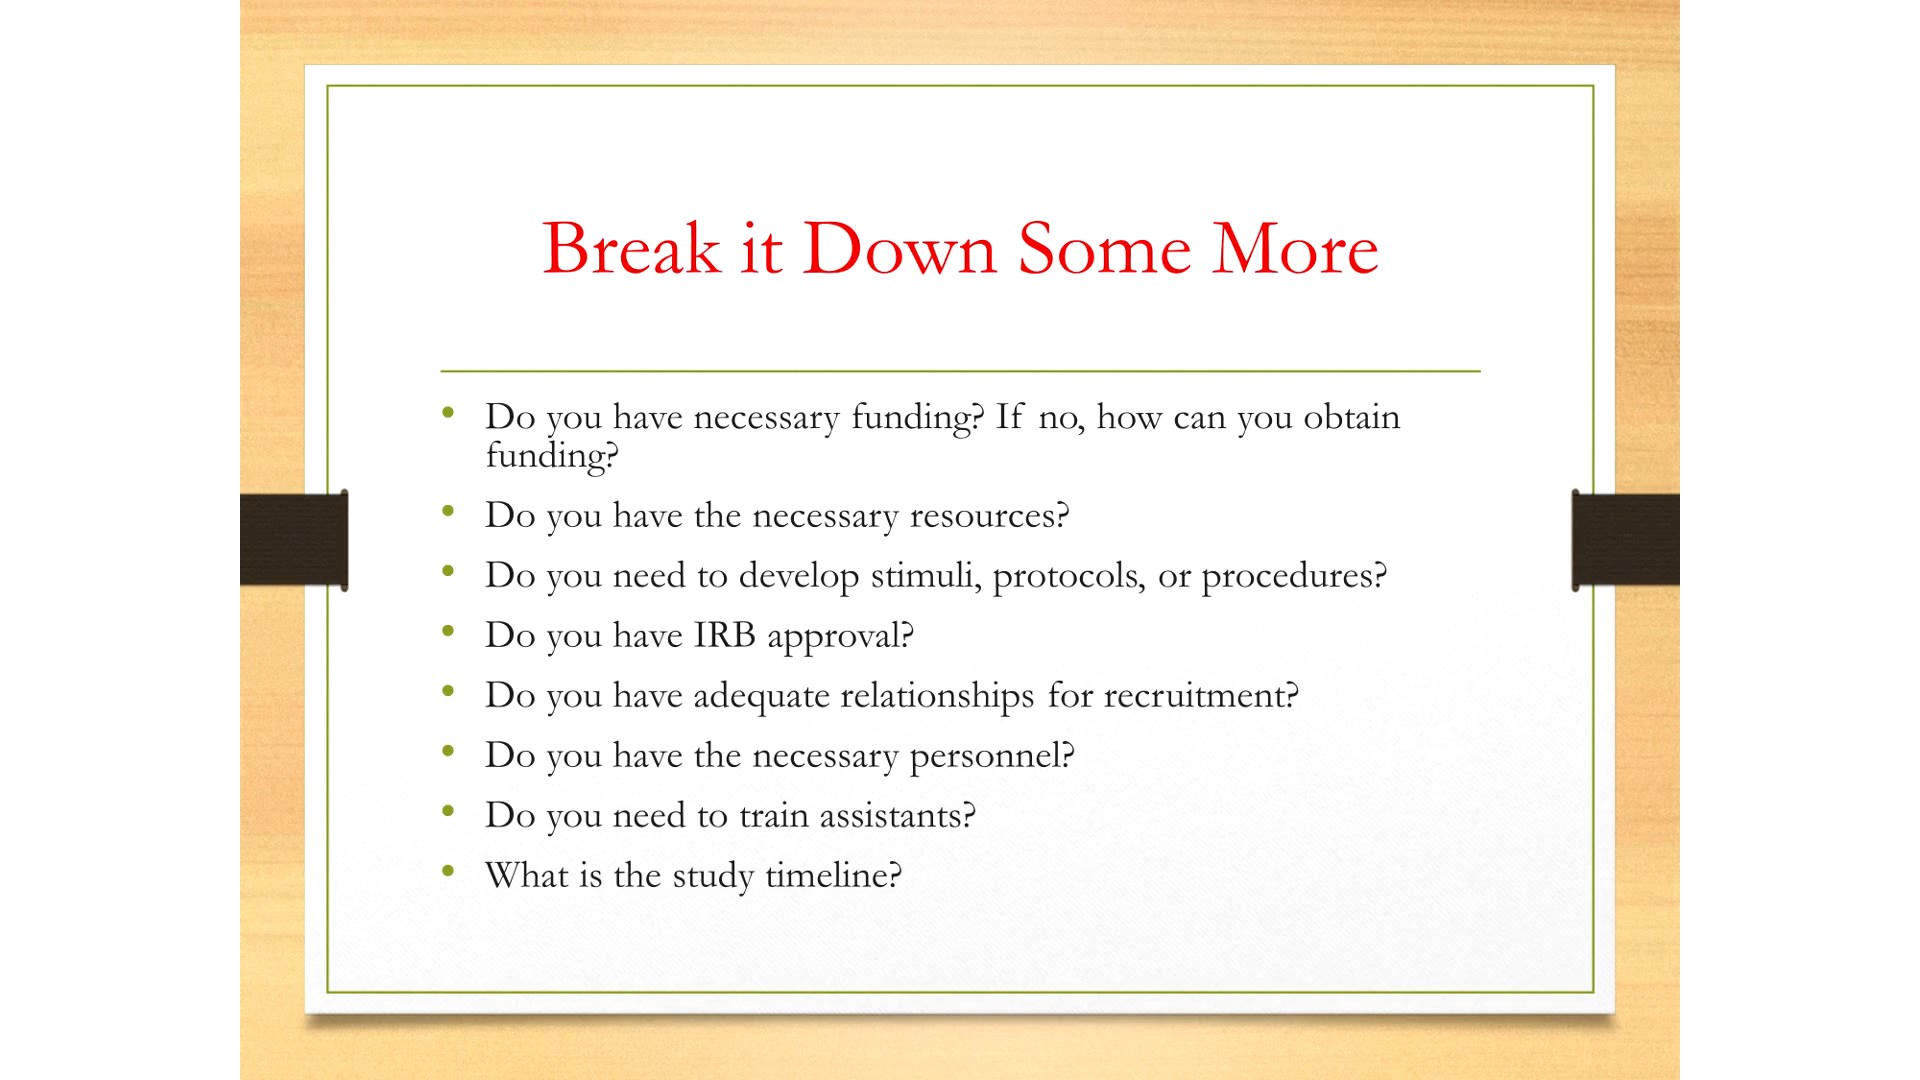 Break it Down Some More
• Do you have necessary funding? If no, how can you obtain
funding?
• Do you have the necessary resources?
• Do you need to develop stimuli, protocols, or procedures?
• Do you have IRB approval?
• Do you have adequate relationships for recruitment?
• Do you have the necessary personnel?
• Do you need to train assistants?
• What is the study timeline?